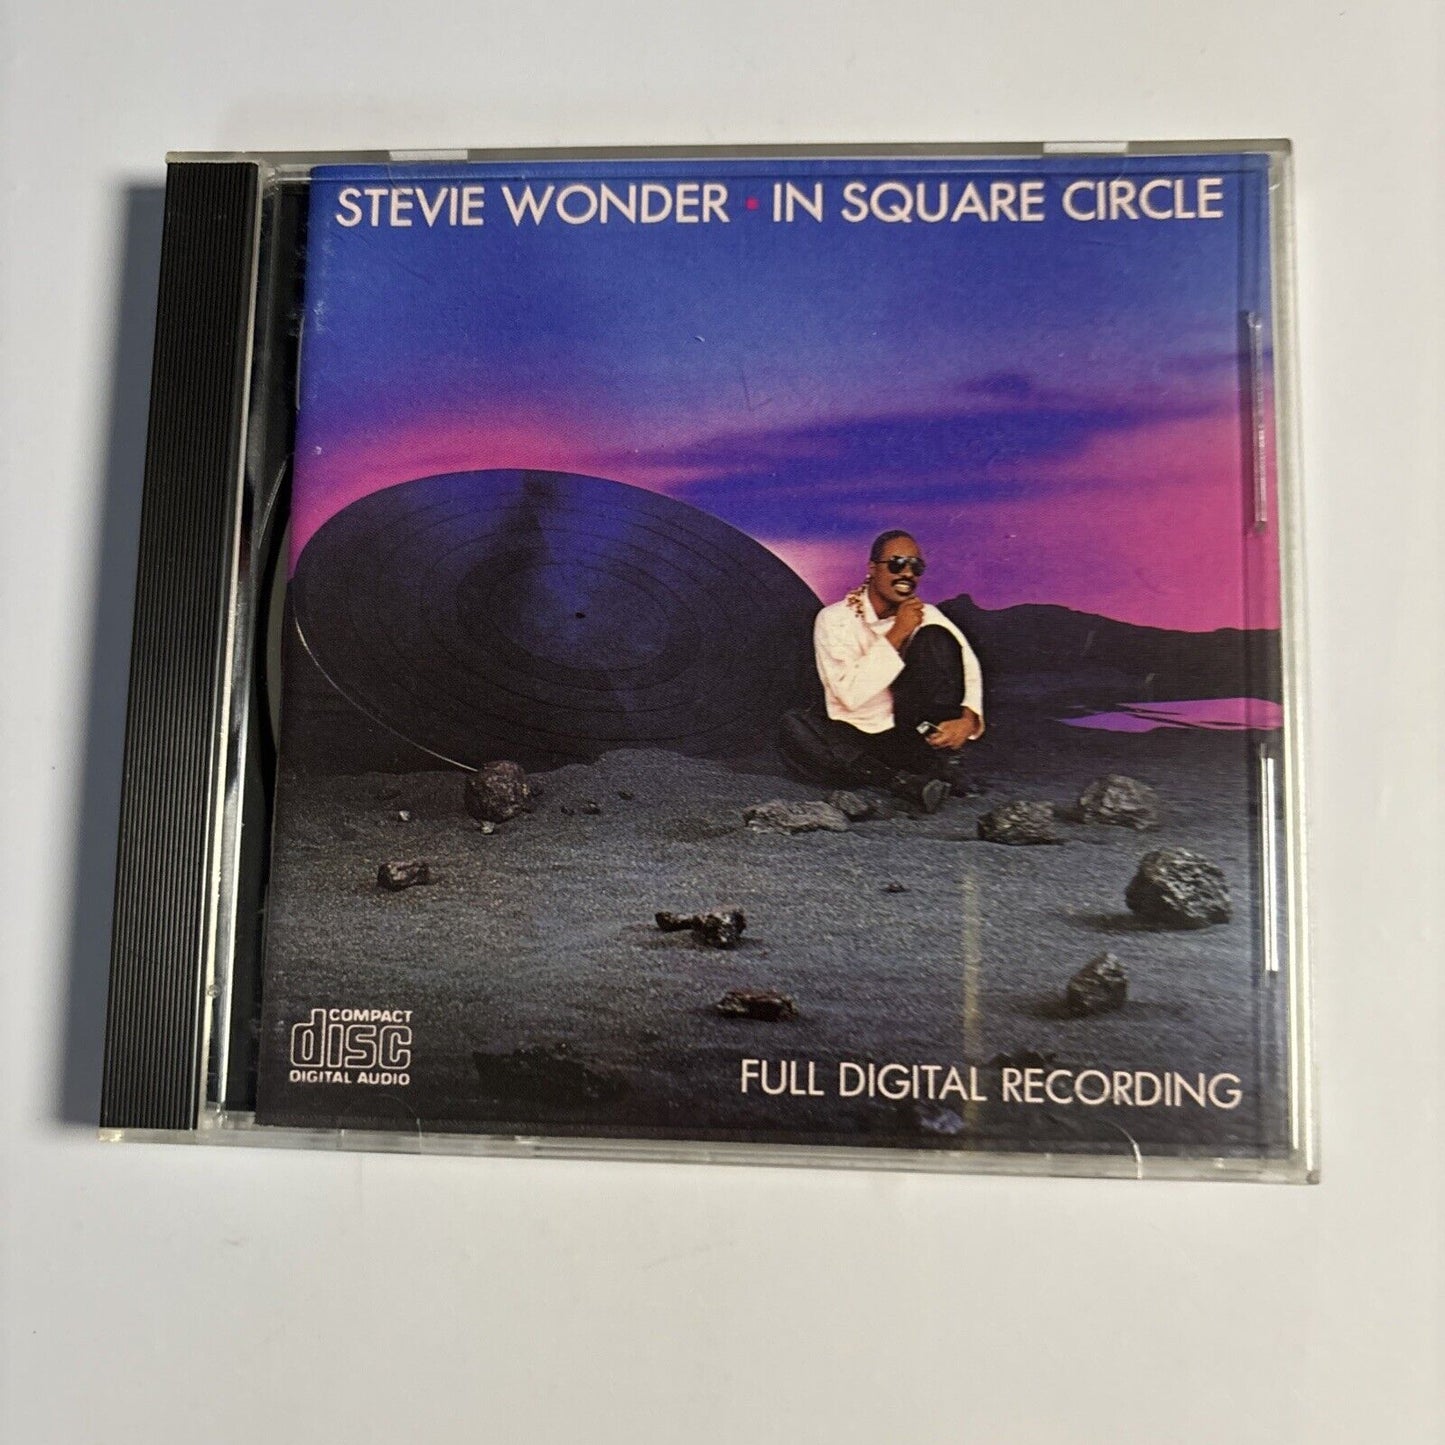 STEVIE WONDER · IN SQUARE CIRCLE
COMPACT
disc
DIGITAL AUDIO
FULL DIGITAL RECORDING